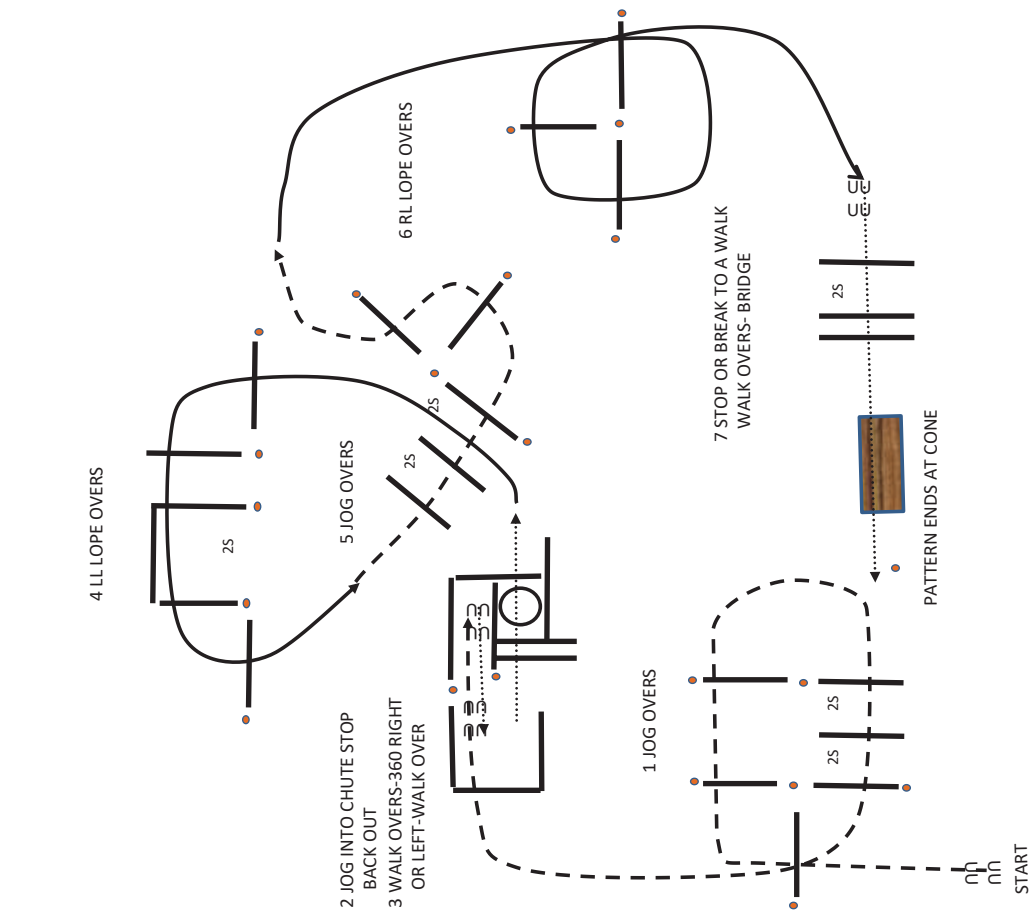 START
1 JOG OVERS
2S
2S
2 JOG INTO CHUTE STOP
BACK OUT
3 WALK OVERS-360 RIGHT
OR LEFT-WALK OVER
4 LL LOPE OVERS
2S
5 JOG OVERS
2S
2S
6 RL LOPE OVERS
7 STOP OR BREAK TO A WALK
WALK OVERS- BRIDGE
2S
PATTERN ENDS AT CONE